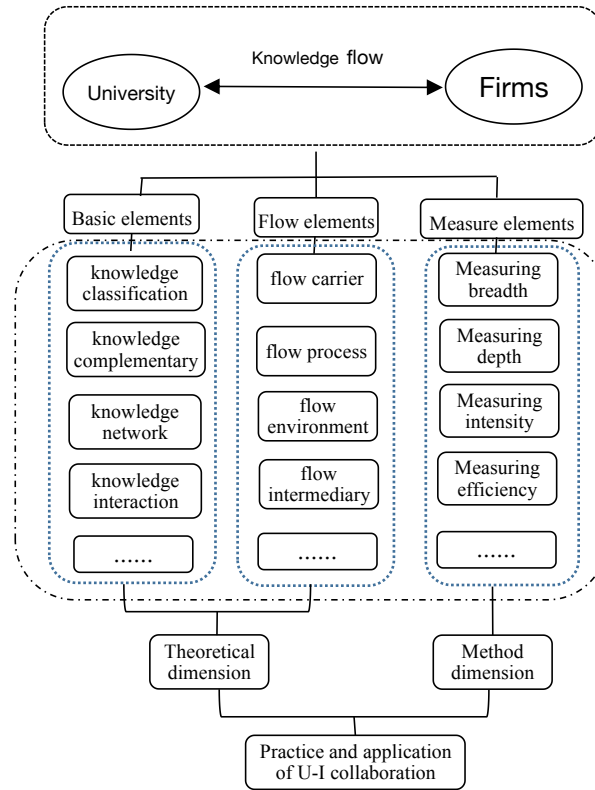 Knowledge flow
University
Firms
Basic elements
Flow elements
Measure elements
knowledge
classification
flow carrier
Measuring
breadth
knowledge
complementary
flow process
Measuring
depth
knowledge
network
flow
environment
Measuring
intensity
knowledge
interaction
flow
intermediary
Measuring
efficiency
......
......
......
Theoretical
dimension
Method
dimension
Practice and application
of U-I collaboration